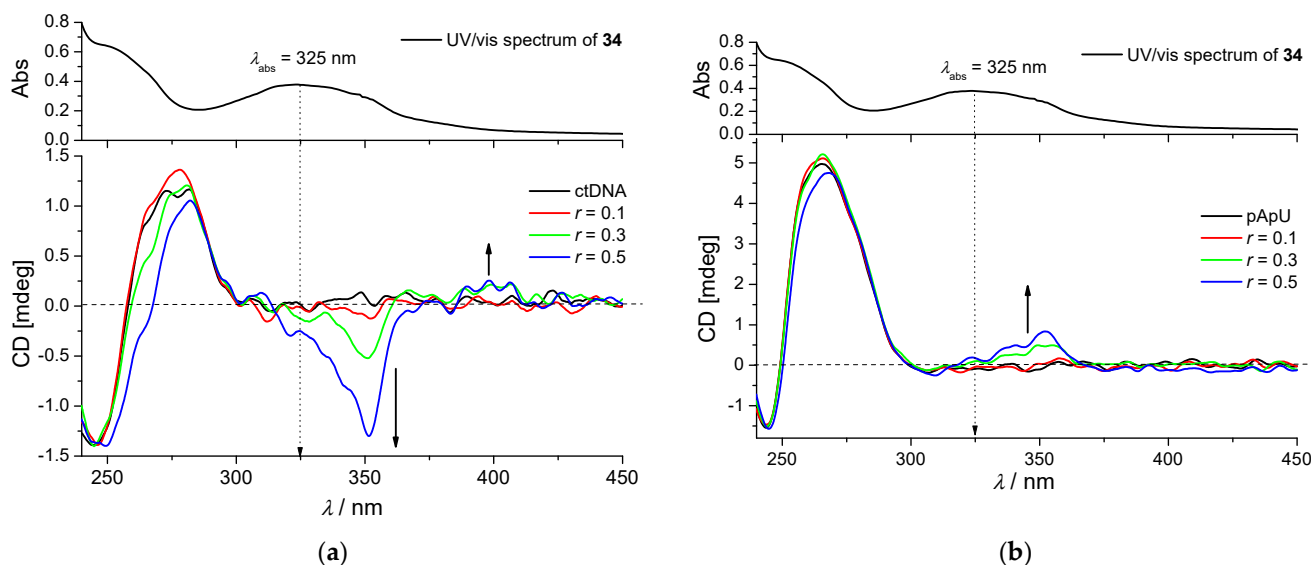 0.8
0.6
0.4
0.2
0.0
Abs
UV/vis spectrum of 34
λabs = 325 nm
1.5
1.0
0.5
0.0
-0.5
-1.0
-1.5
CD [mdeg]
ctDNA
r = 0.1
r = 0.3
r = 0.5
250 300 350 400 450
λ / nm
(a)
0.8
0.6
0.4
0.2
0.0
Abs
UV/vis spectrum of 34
λabs = 325 nm
5
4
3
2
1
0
-1
CD [mdeg]
pApU
r = 0.1
r = 0.3
r = 0.5
250 300 350 400 450
λ / nm
(b)